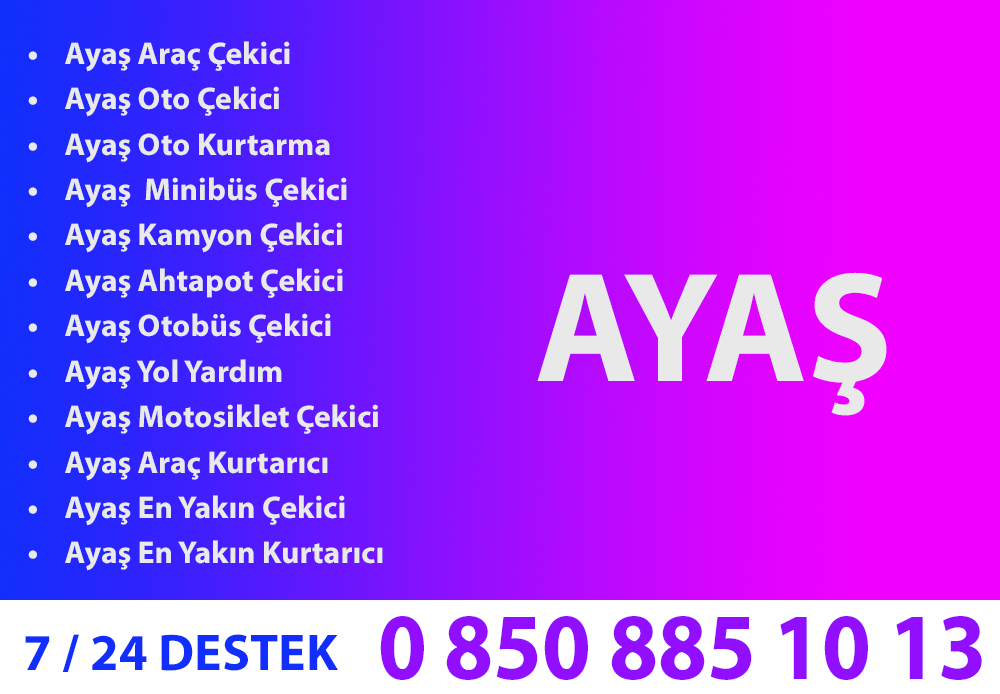 • Ayaş Araç Çekici
• Ayaş Oto Çekici
• Ayaş Oto Kurtarma
• Ayaş  Minibüs Çekici
• Ayaş Kamyon Çekici
• Ayaş Ahtapot Çekici
• Ayaş Otobüs Çekici
• Ayaş Yol Yardım
• Ayaş Motosiklet Çekici
• Ayaş Araç Kurtarıcı
• Ayaş En Yakın Çekici
• Ayaş En Yakın Kurtarıcı
AYAŞ
7 / 24 DESTEK 0 850 885 10 13